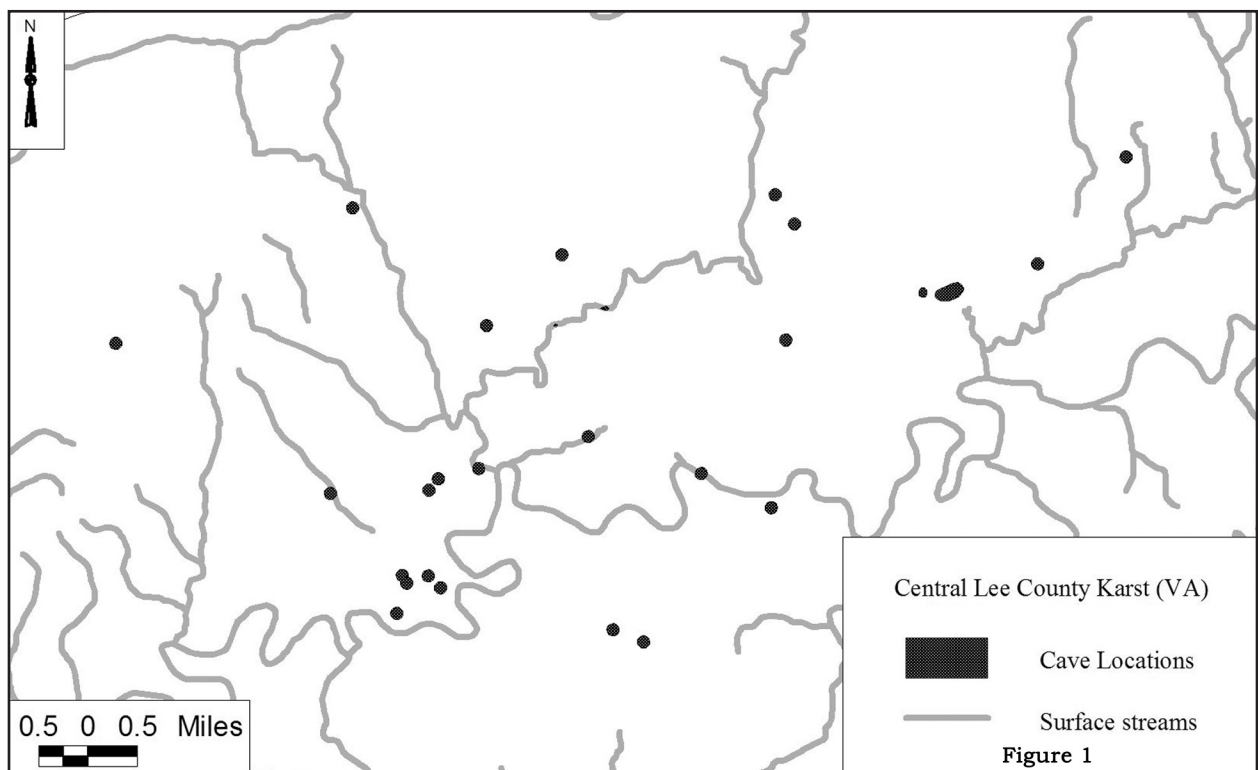 N
Central Lee County Karst (VA)
Cave Locations
Surface streams
Figure 1
0.5 0 0.5 Miles